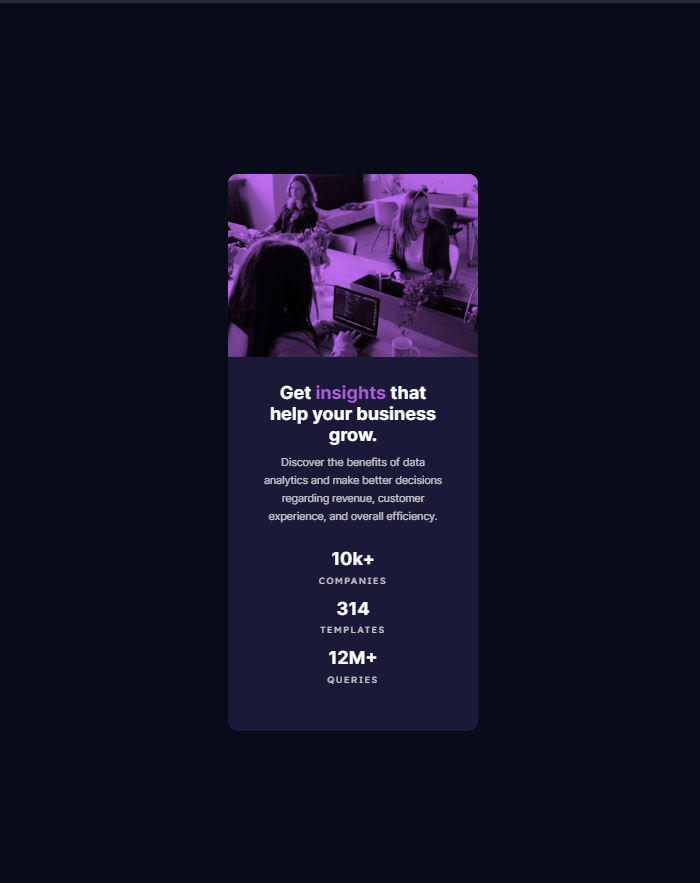 Get insights that
help your business
grow.
Discover the benefits of data
analytics and make better decisions
regarding revenue, customer
experience, and overall efficiency.
10k+
COMPANIES
314
TEMPLATES
12M+
QUERIES